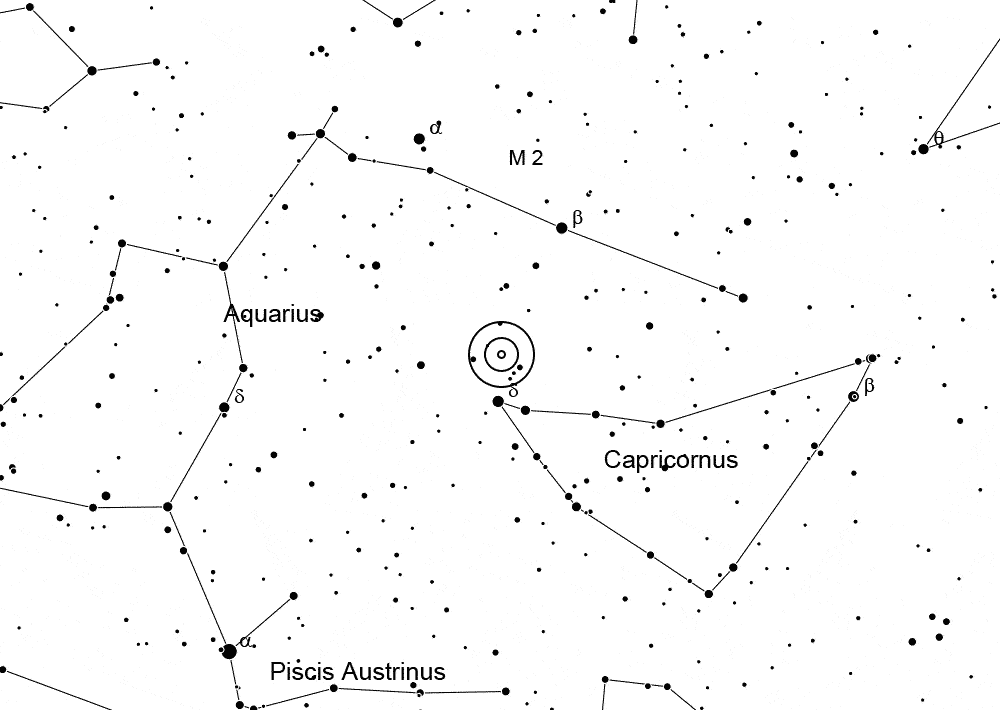 α
θ
M 2
β
Aquarius
β
δ
δ
Capricornus
α
Piscis Austrinus